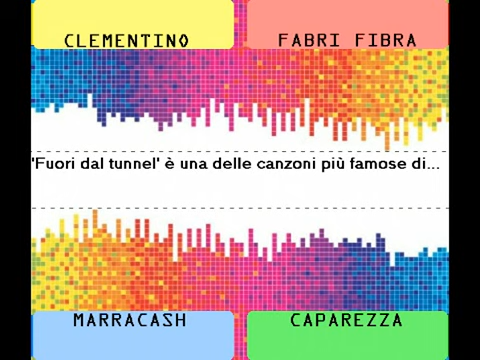 CLEMENTINO
FABRI FIBRA
'Fuori dal tunnel' è una delle canzoni più famose di...
MARRACASH
CAPAREZZA